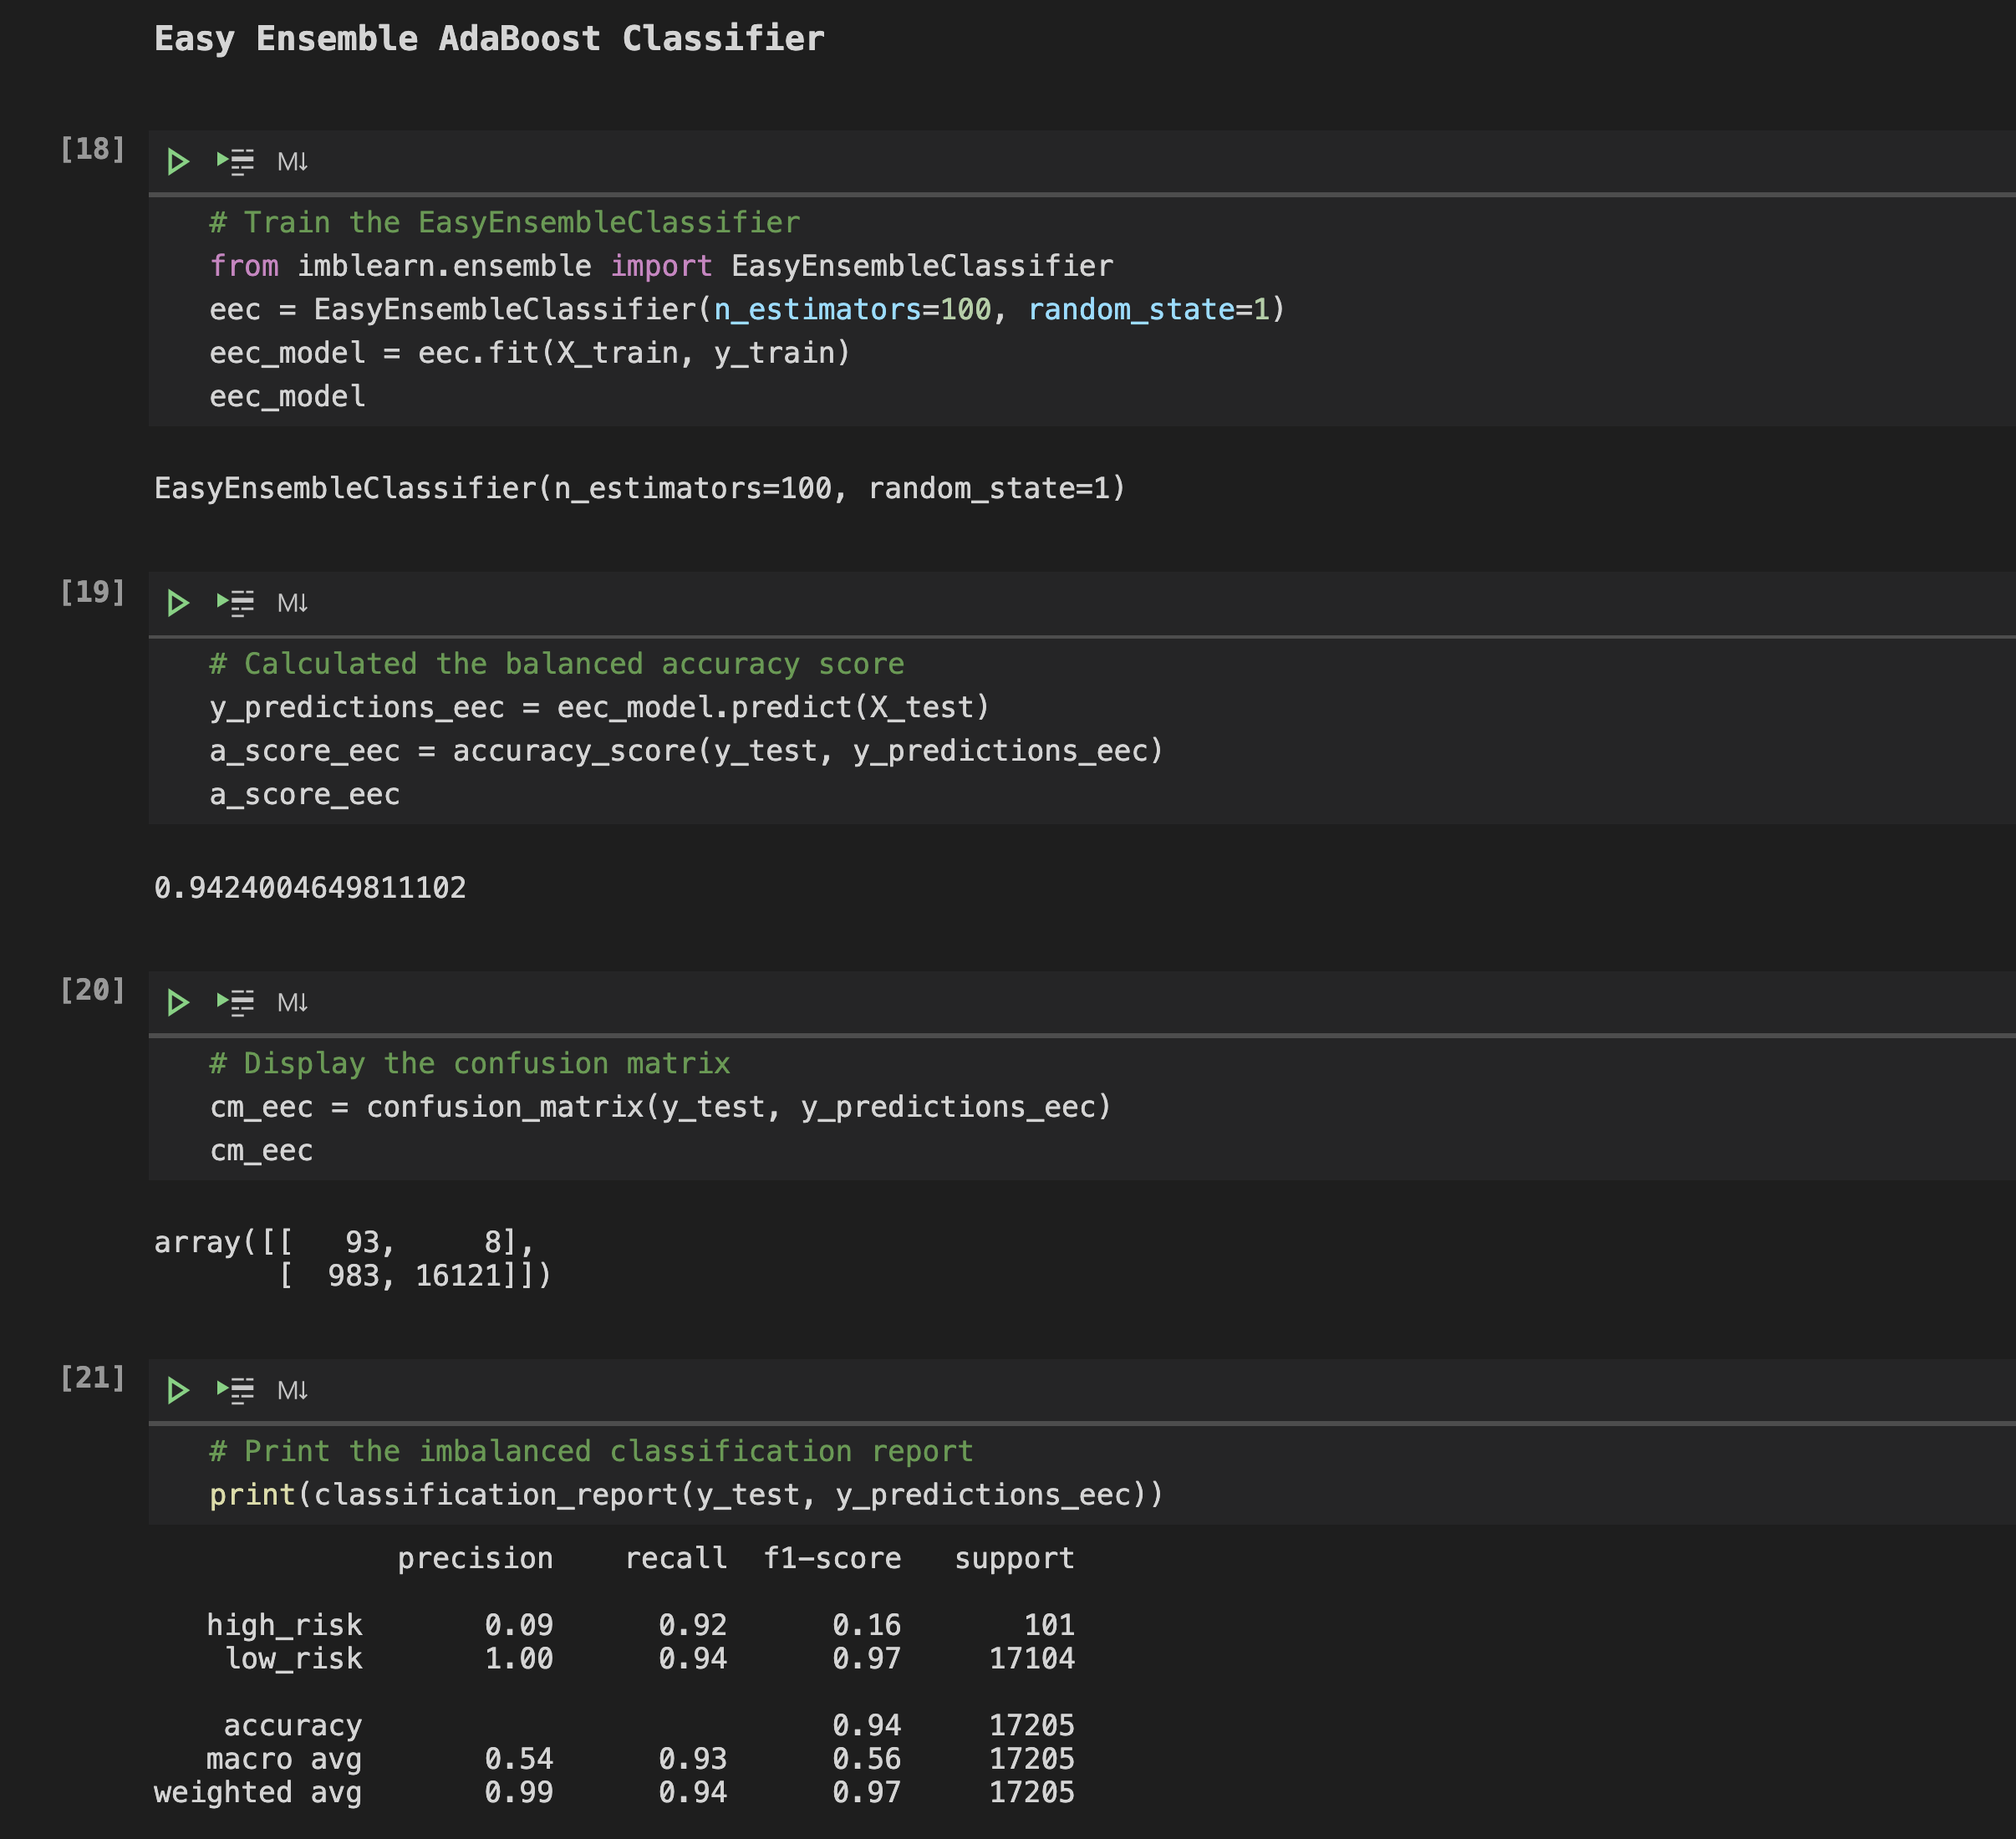 Easy Ensemble AdaBoost Classifier
[18]
M↓
# Train the EasyEnsembleClassifier
from imblearn.ensemble import EasyEnsembleClassifier
eec = EasyEnsembleClassifier(n_estimators=100, random_state=1)
eec_model = eec.fit(X_train, y_train)
eec_model
EasyEnsembleClassifier(n_estimators=100, random_state=1)
[19]
M↓
# Calculated the balanced accuracy score
y_predictions_eec = eec_model.predict(X_test)
a_score_eec = accuracy_score(y_test, y_predictions_eec)
a_score_eec
0.9424004649811102
[20]
M↓
# Display the confusion matrix
cm_eec = confusion_matrix(y_test, y_predictions_eec)
cm_eec
array([[   93,     8],
       [  983, 16121]])
[21]
M↓
# Print the imbalanced classification report
print(classification_report(y_test, y_predictions_eec))
              precision    recall  f1-score   support
   high_risk       0.09      0.92      0.16       101
    low_risk       1.00      0.94      0.97     17104
    accuracy                           0.94     17205
   macro avg       0.54      0.93      0.56     17205
weighted avg       0.99      0.94      0.97     17205